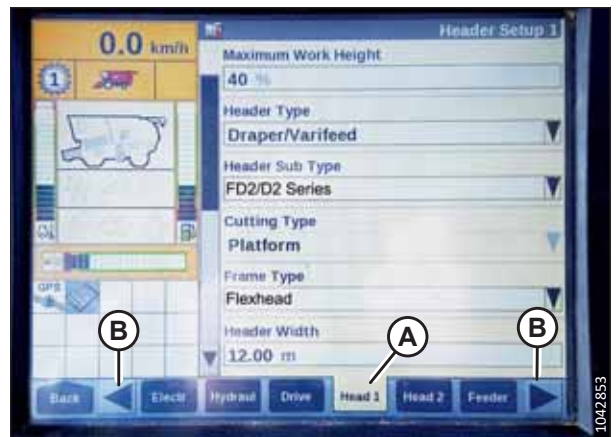 0.0 km/h
Header Setup 1
1
Maximum Work Height
40 %
Header Type
Draper/Varifeed
Header Sub Type
FD2/D2 Series
Cutting Type
Platform
Frame Type
Flexhead
Header Width
12.00 m
GPS
B
A
B
Back
Electr
Hydraul
Drive
Head 1
Head 2
Feeder
1042853